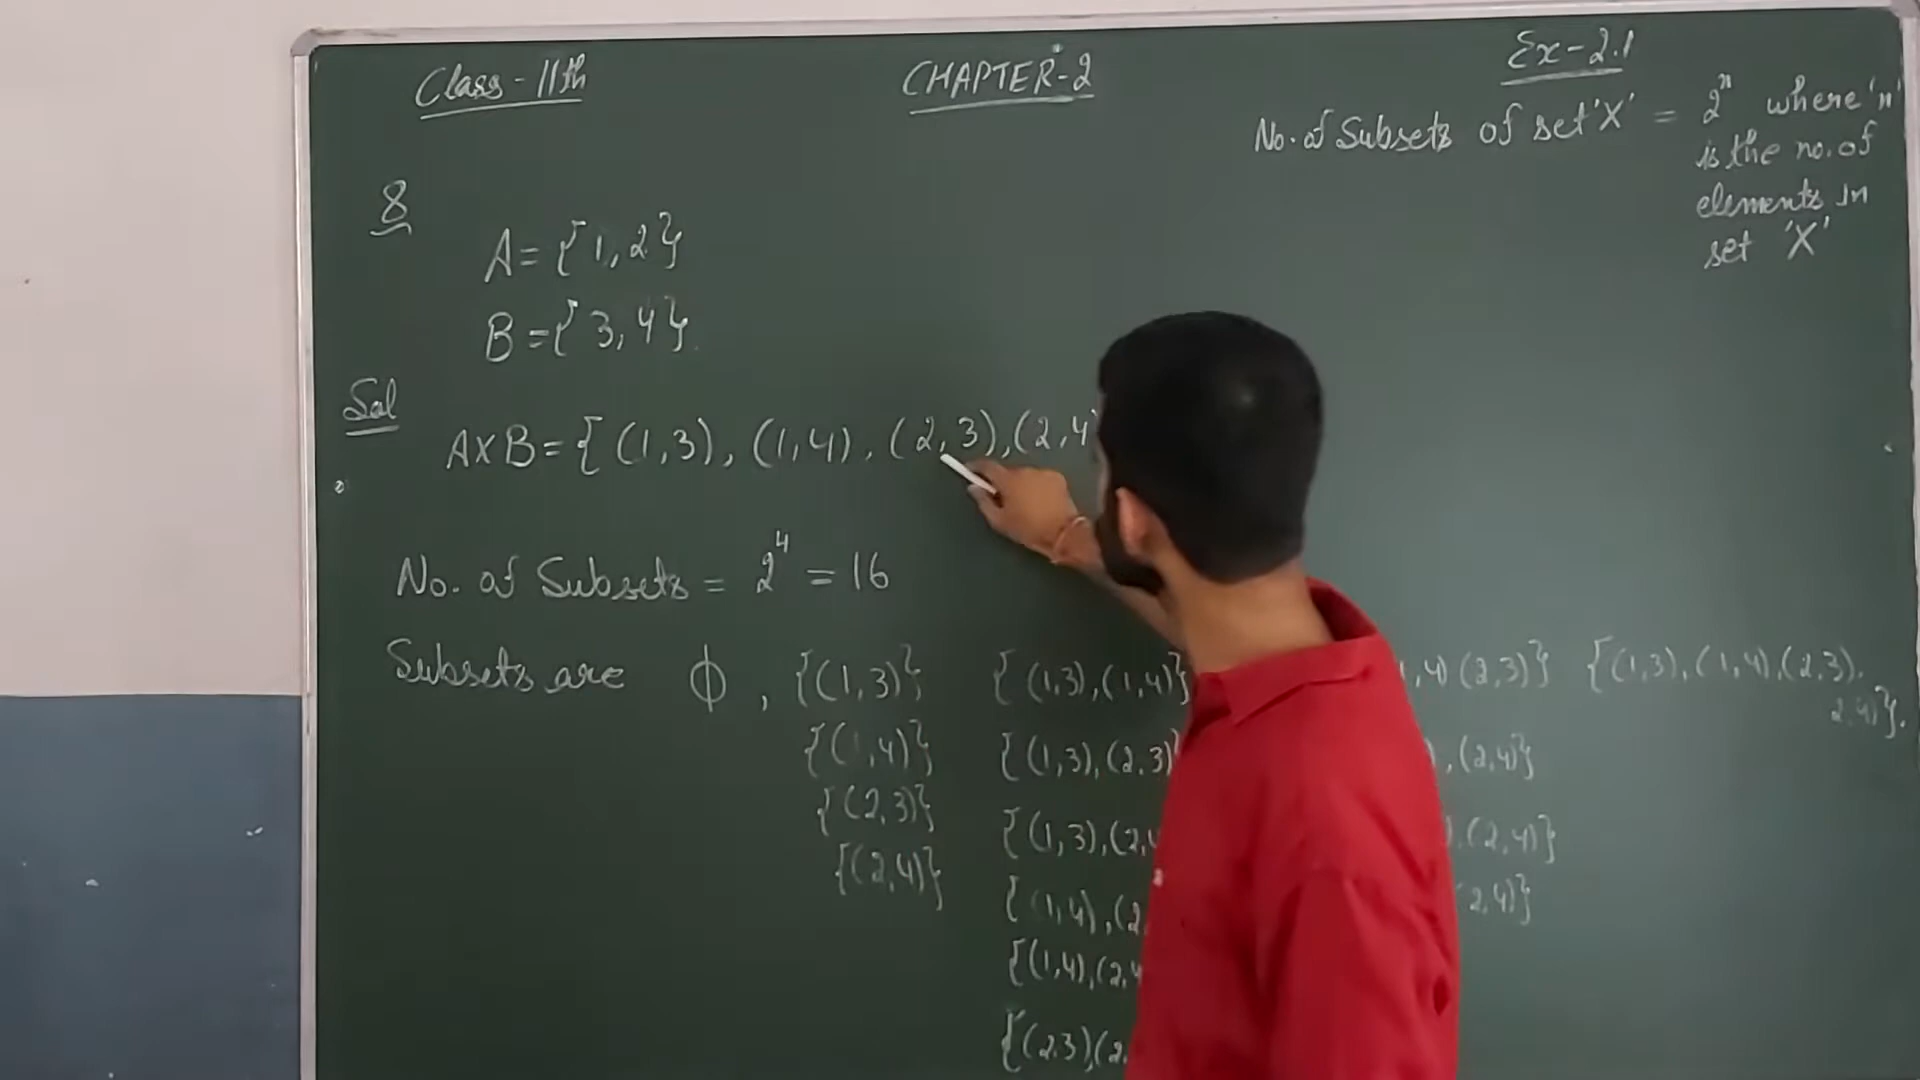 Class-11th
CHAPTER-2
Ex-2.1
No. of Subsets of set 'X' = 2ⁿ where 'n'
is the no. of
elements in
set 'X'
8
A = {1,2}
B = {3,4}.
Sol
A×B = { (1,3), (1,4), (2,3), (2,4)
No. of Subsets = 2⁴ = 16
Subsets are ϕ, {(1,3)} {(1,3),(1,4)} ,4) (2,3)} {(1,3),(1,4),(2,3).
2,4)}.
{(1,4)} {(1,3),(2,3)} ,(2,4)}
{(2,3)} {(1,3),(2,4 ),(2,4)}
{(2,4)} {(1,4),(2, 2,4)}
{(1,4),(2,4
{(2,3),(2,